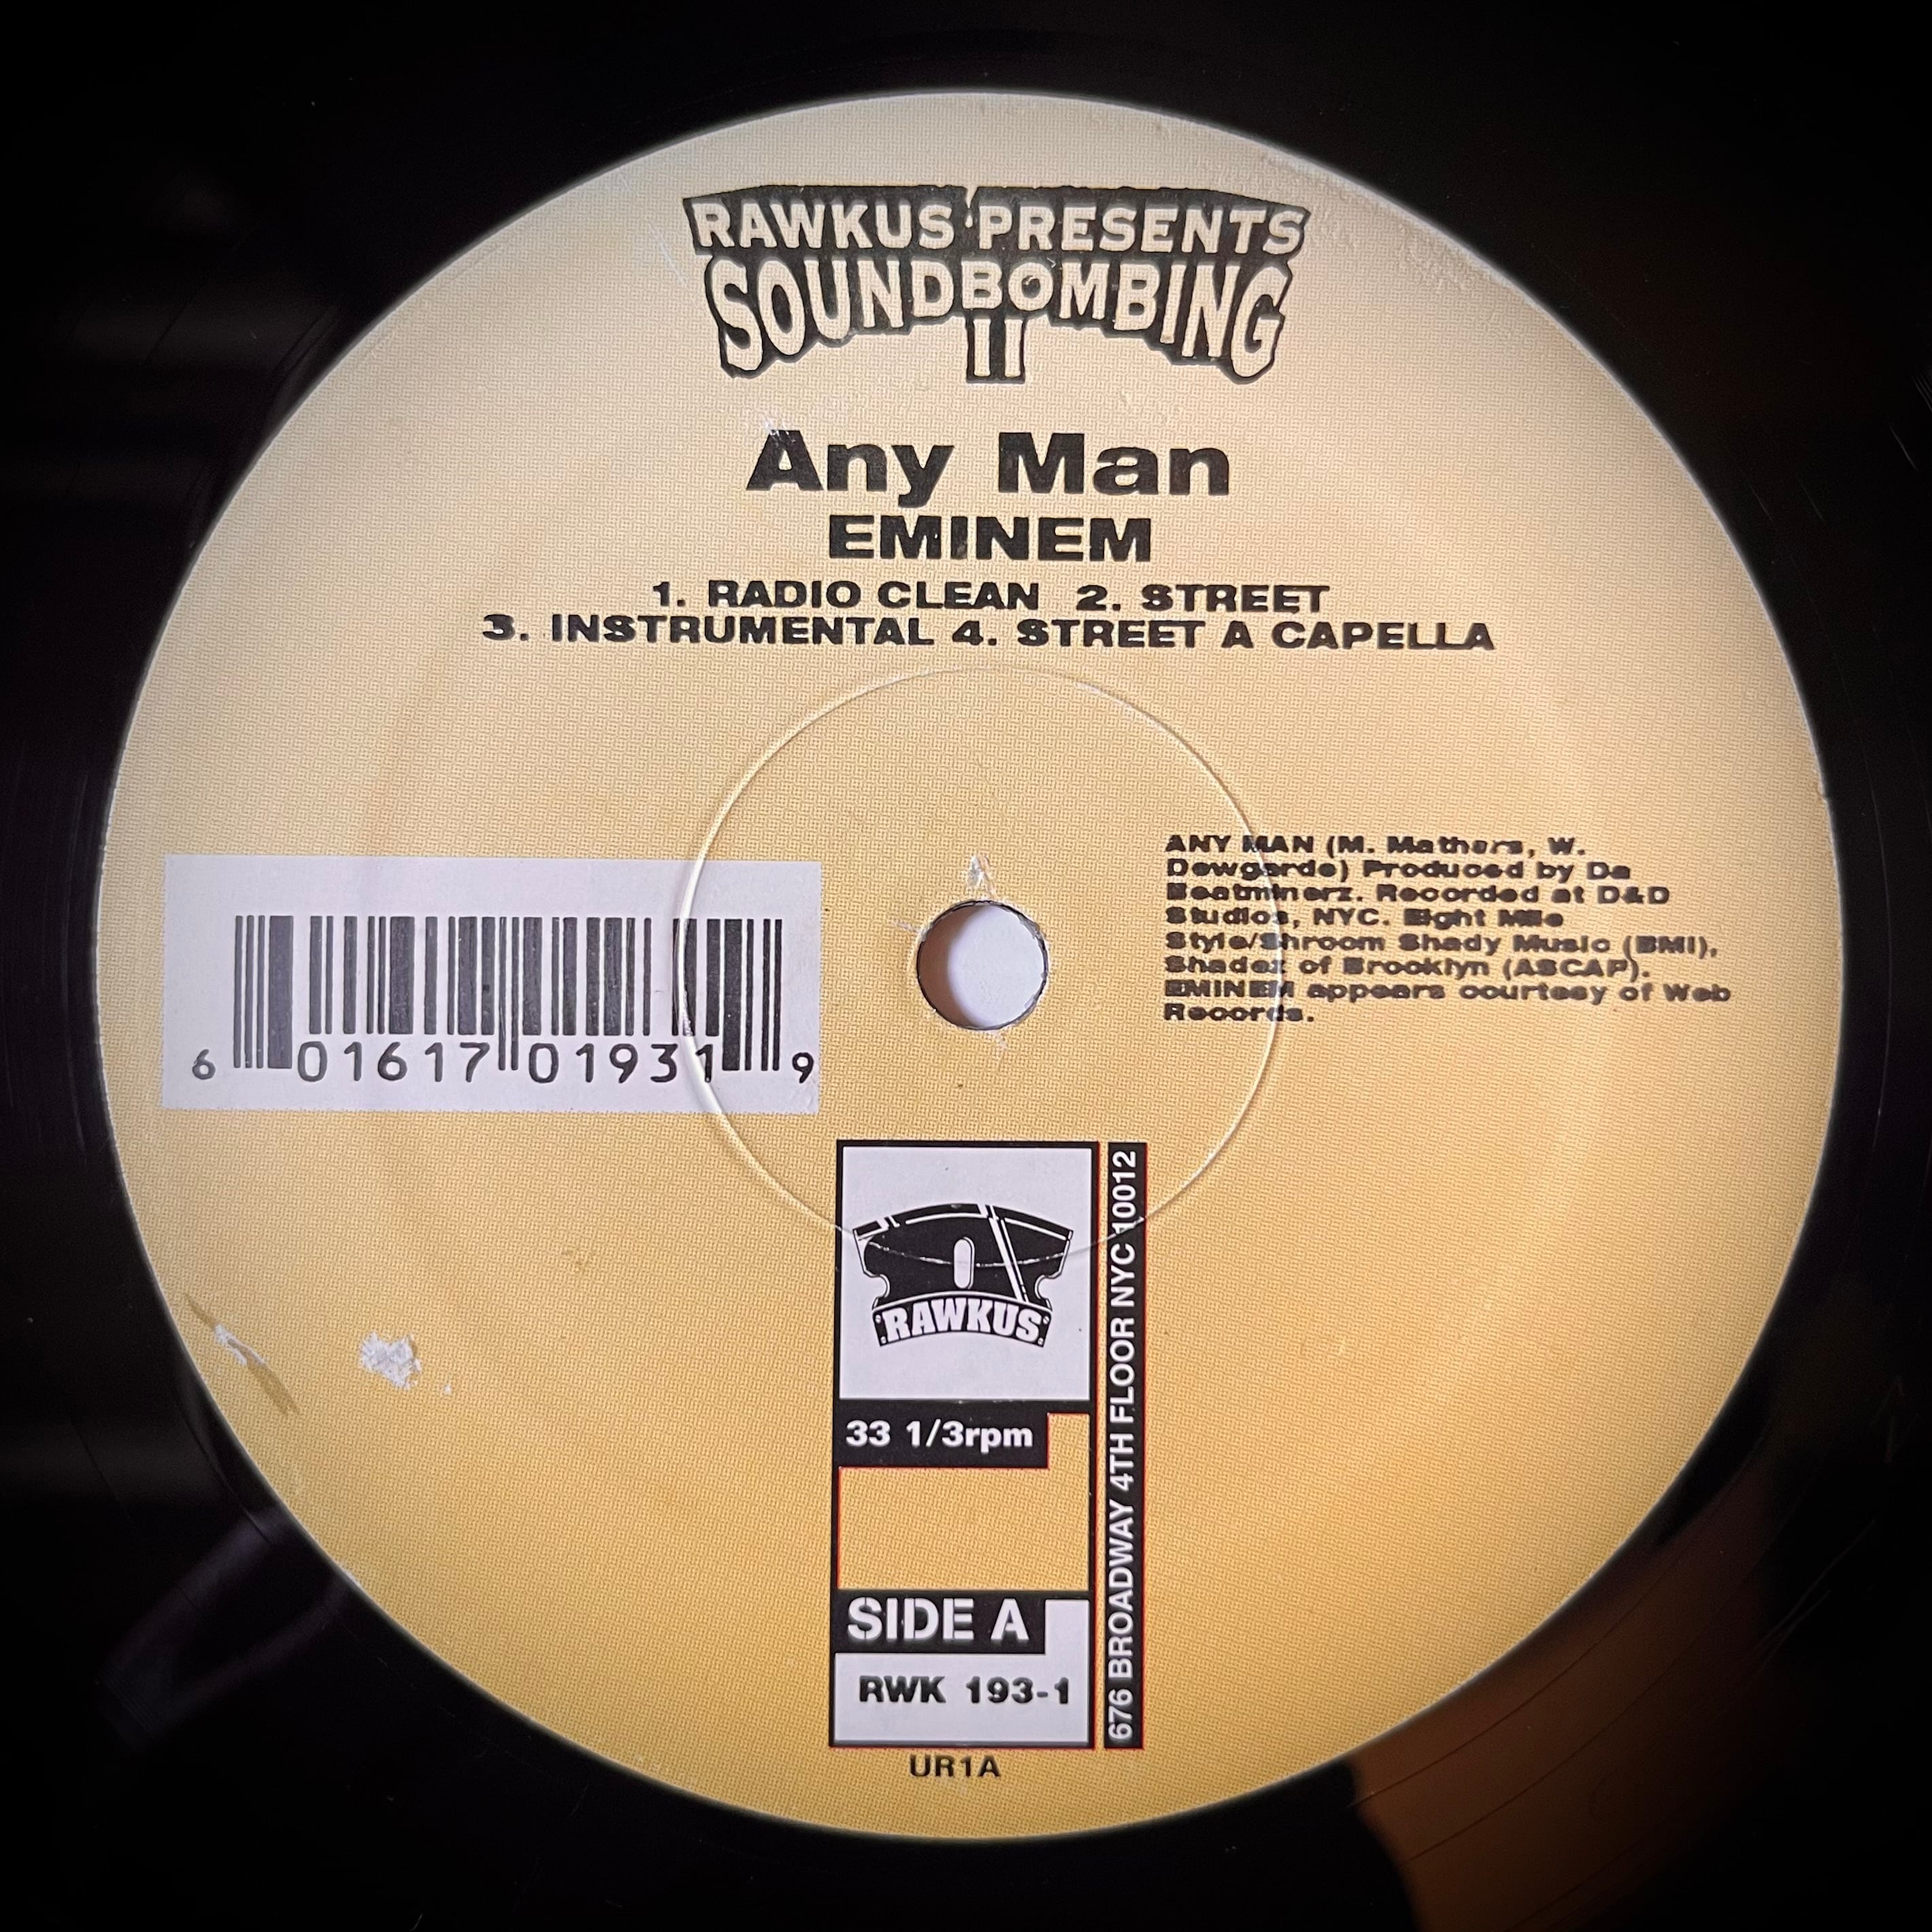 RAWKUS PRESENTS
SOUNDBOMBING
II
Any Man
EMINEM
1. RADIO CLEAN 2. STREET
3. INSTRUMENTAL 4. STREET A CAPELLA
ANY MAN (M. Mathers, W.
Dewgarde) Produced by Da
Beatminerz. Recorded at D&D
Studios, NYC. Eight Mile
Style/Shroom Shady Music (BMI),
Shades of Brooklyn (ASCAP).
EMINEM appears courtesy of Web
Records.
6 01617 01931 9
RAWKUS
33 1/3rpm
SIDE A
RWK 193-1
676 BROADWAY 4TH FLOOR NYC 10012
UR1A